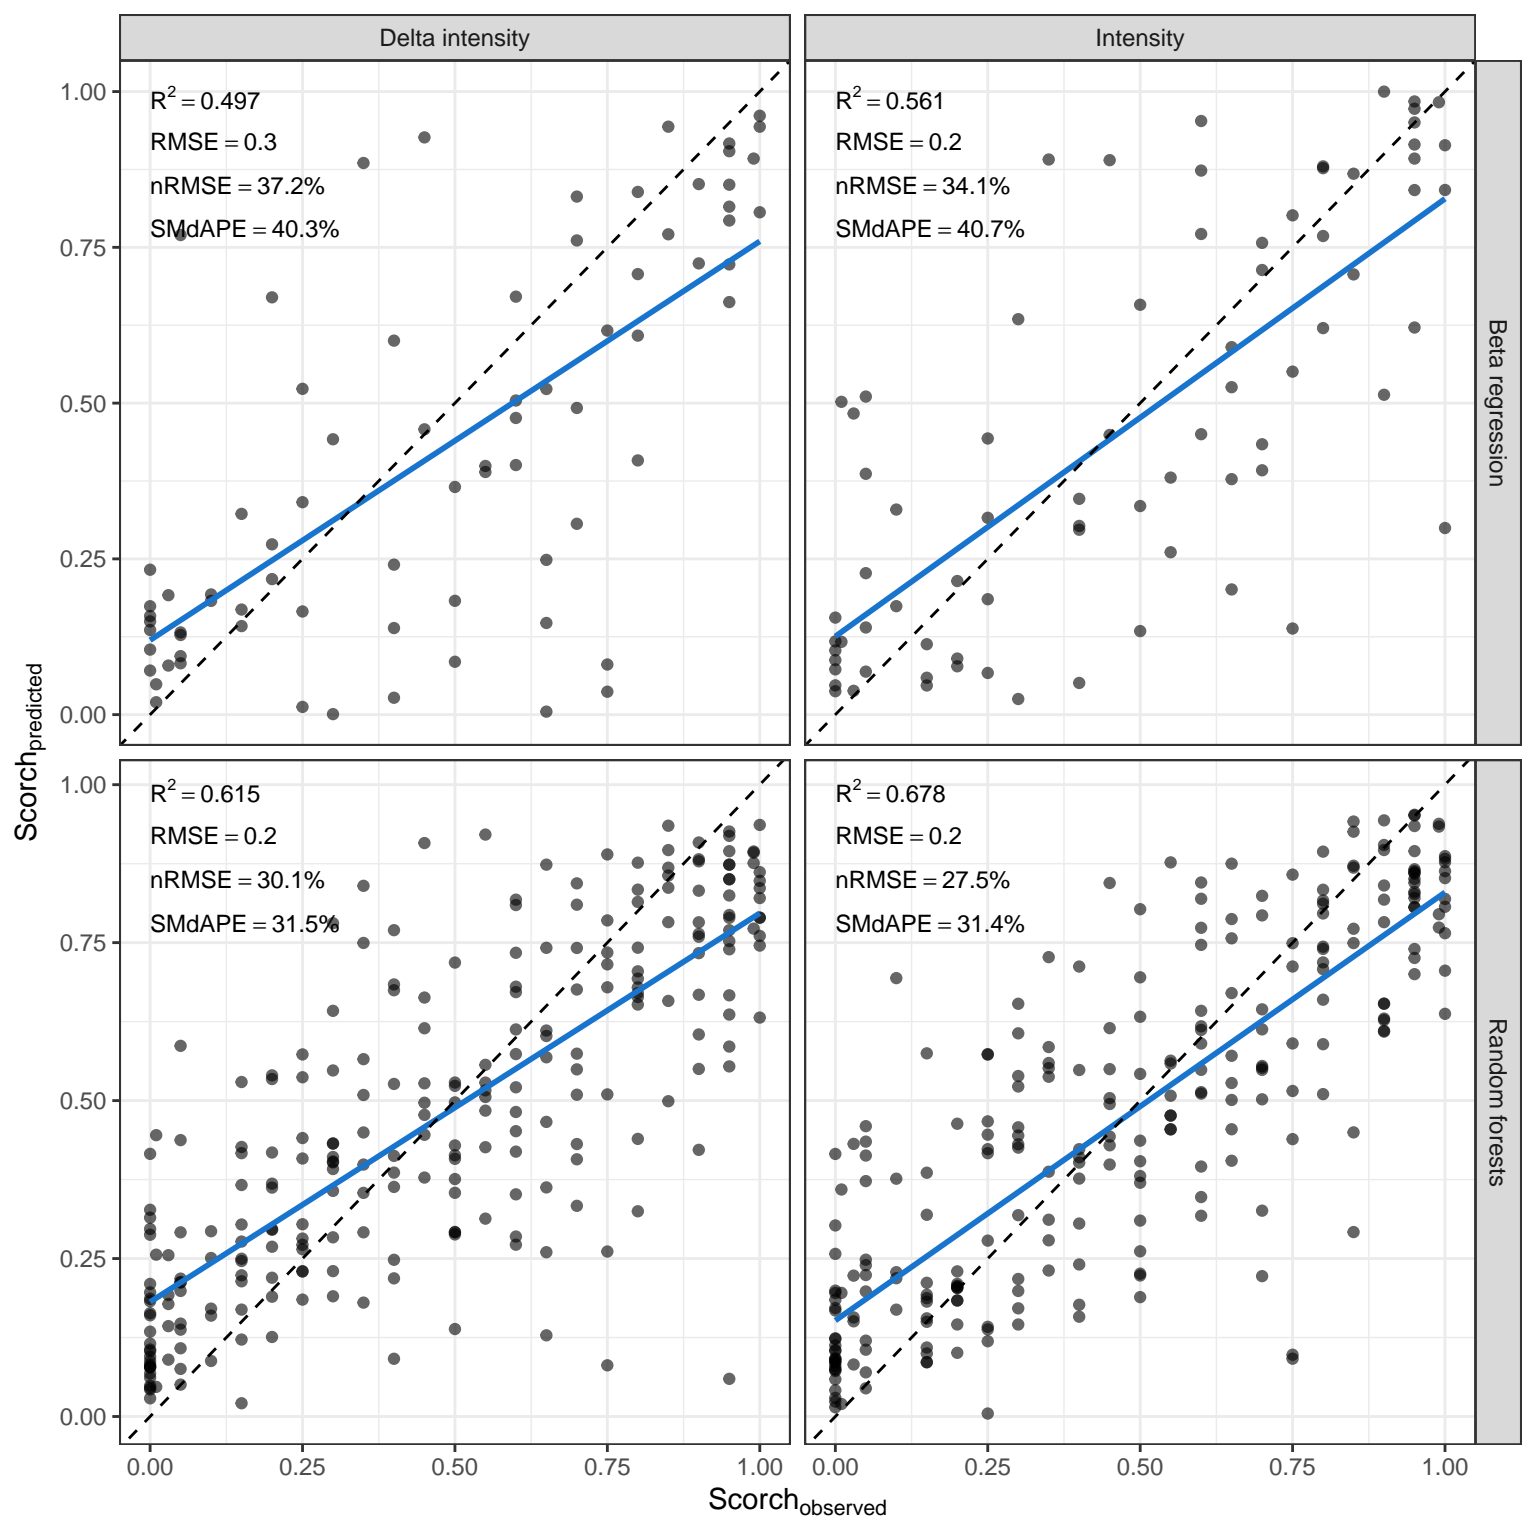 Delta intensity
Intensity
R² = 0.497
RMSE = 0.3
nRMSE = 37.2%
SMdAPE = 40.3%
R² = 0.561
RMSE = 0.2
nRMSE = 34.1%
SMdAPE = 40.7%
1.00
0.75
0.50
0.25
0.00
Beta regression
Scorch predicted
R² = 0.615
RMSE = 0.2
nRMSE = 30.1%
SMdAPE = 31.5%
R² = 0.678
RMSE = 0.2
nRMSE = 27.5%
SMdAPE = 31.4%
1.00
0.75
0.50
0.25
0.00
Random forests
0.00 0.25 0.50 0.75 1.00
0.00 0.25 0.50 0.75 1.00
Scorch observed